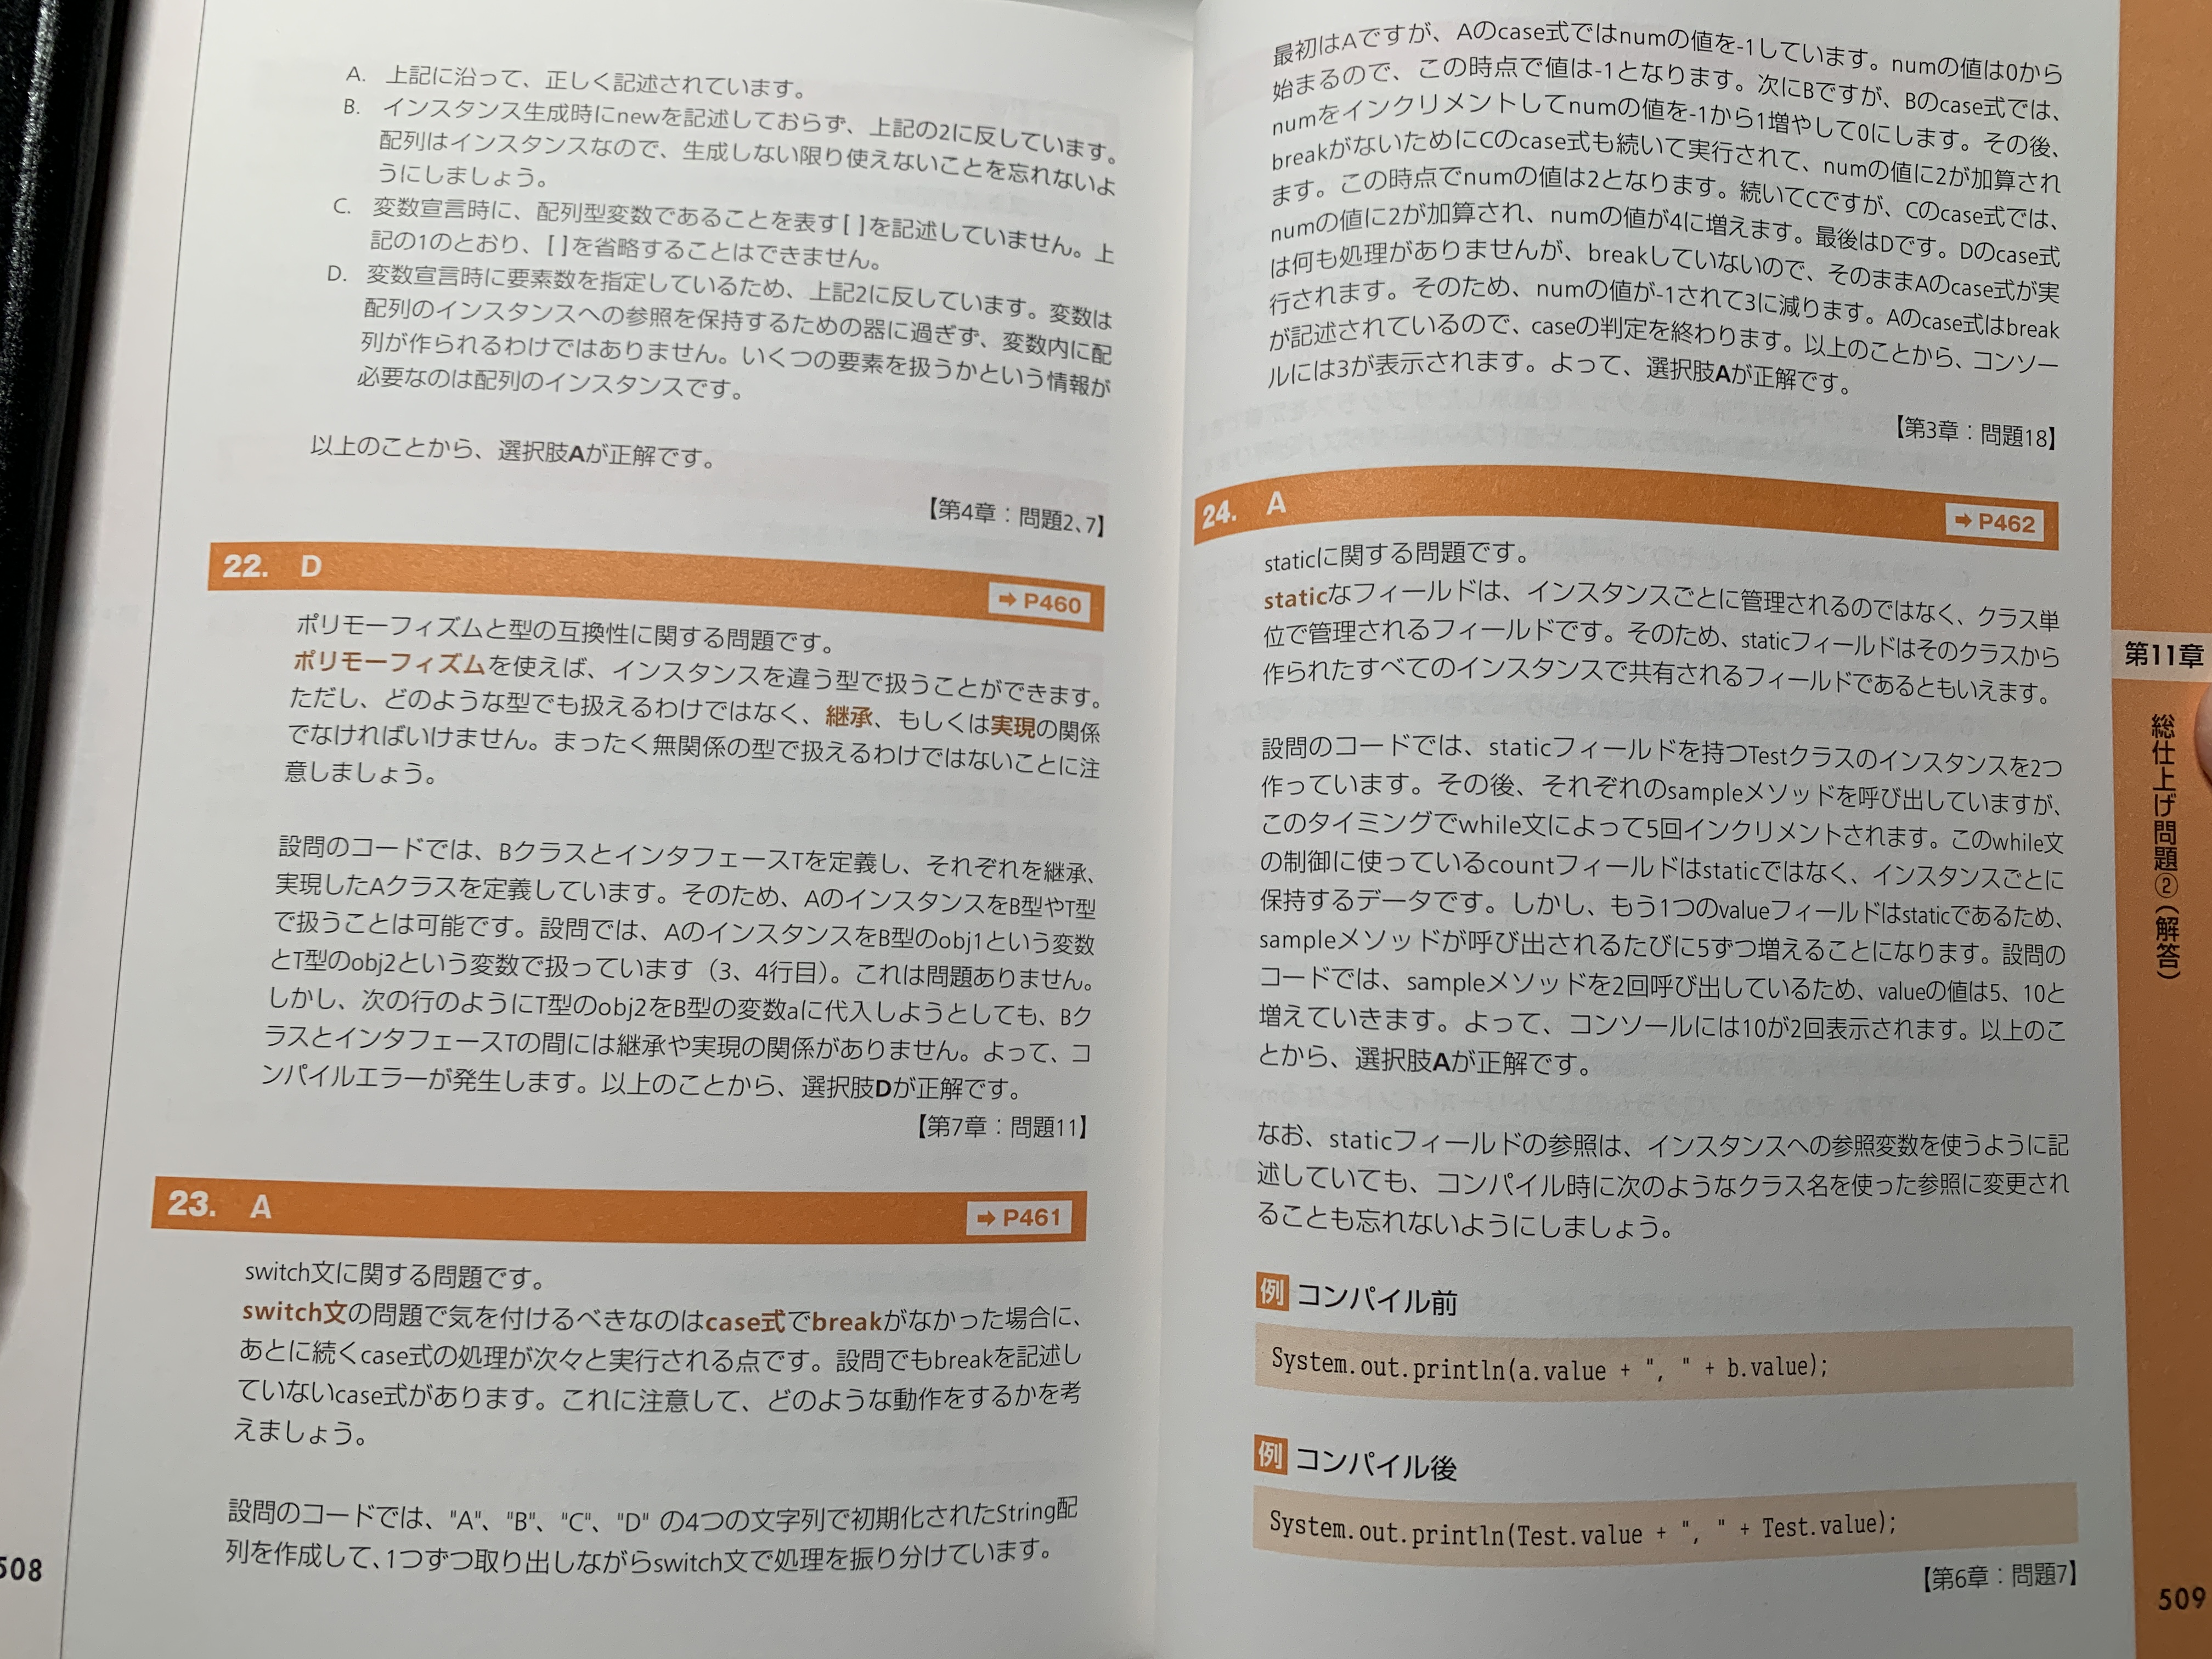 A. 上記に沿って、正しく記述されています。
B. インスタンス生成時にnewを記述しておらず、上記の2に反しています。
配列はインスタンスなので、生成しない限り使えないことを忘れないよ
うにしましょう。
C. 変数宣言時に、配列型変数であることを表す[ ]を記述していません。上
記の1のとおり、[ ]を省略することはできません。
D. 変数宣言時に要素数を指定しているため、上記2に反しています。変数は
配列のインスタンスへの参照を保持するための器に過ぎず、変数内に配
列が作られるわけではありません。いくつの要素を扱うかという情報が
必要なのは配列のインスタンスです。
以上のことから、選択肢Aが正解です。
【第4章：問題2、7】
22. D
➡ P460
ポリモーフィズムと型の互換性に関する問題です。
ポリモーフィズムを使えば、インスタンスを違う型で扱うことができます。
ただし、どのような型でも扱えるわけではなく、継承、もしくは実現の関係
でなければいけません。まったく無関係の型で扱えるわけではないことに注
意しましょう。
設問のコードでは、BクラスとインタフェースTを定義し、それぞれを継承、
実現したAクラスを定義しています。そのため、AのインスタンスをB型やT型
で扱うことは可能です。設問では、AのインスタンスをB型のobj1という変数
とT型のobj2という変数で扱っています（3、4行目）。これは問題ありません。
しかし、次の行のようにT型のobj2をB型の変数aに代入しようとしても、Bク
ラスとインタフェースTの間には継承や実現の関係がありません。よって、コ
ンパイルエラーが発生します。以上のことから、選択肢Dが正解です。
【第7章：問題11】
23. A
➡ P461
switch文に関する問題です。
switch文の問題で気を付けるべきなのはcase式でbreakがなかった場合に、
あとに続くcase式の処理が次々と実行される点です。設問でもbreakを記述し
ていないcase式があります。これに注意して、どのような動作をするかを考
えましょう。
設問のコードでは、"A"、"B"、"C"、"D" の4つの文字列で初期化されたString配
列を作成して、1つずつ取り出しながらswitch文で処理を振り分けています。
508
最初はAですが、Aのcase式ではnumの値を-1しています。numの値は0から
始まるので、この時点で値は-1となります。次にBですが、Bのcase式では、
numをインクリメントしてnumの値を-1から1増やして0にします。その後、
breakがないためにCのcase式も続いて実行されて、numの値に2が加算され
ます。この時点でnumの値は2となります。続いてCですが、Cのcase式では、
numの値に2が加算され、numの値が4に増えます。最後はDです。Dのcase式
は何も処理がありませんが、breakしていないので、そのままAのcase式が実
行されます。そのため、numの値が-1されて3に減ります。Aのcase式はbreak
が記述されているので、caseの判定を終わります。以上のことから、コンソー
ルには3が表示されます。よって、選択肢Aが正解です。
【第3章：問題18】
24. A
➡ P462
staticに関する問題です。
staticなフィールドは、インスタンスごとに管理されるのではなく、クラス単
位で管理されるフィールドです。そのため、staticフィールドはそのクラスから
作られたすべてのインスタンスで共有されるフィールドであるともいえます。
設問のコードでは、staticフィールドを持つTestクラスのインスタンスを2つ
作っています。その後、それぞれのsampleメソッドを呼び出していますが、
このタイミングでwhile文によって5回インクリメントされます。このwhile文
の制御に使っているcountフィールドはstaticではなく、インスタンスごとに
保持するデータです。しかし、もう1つのvalueフィールドはstaticであるため、
sampleメソッドが呼び出されるたびに5ずつ増えることになります。設問の
コードでは、sampleメソッドを2回呼び出しているため、valueの値は5、10と
増えていきます。よって、コンソールには10が2回表示されます。以上のこ
とから、選択肢Aが正解です。
なお、staticフィールドの参照は、インスタンスへの参照変数を使うように記
述していても、コンパイル時に次のようなクラス名を使った参照に変更され
ることも忘れないようにしましょう。
例 コンパイル前
System.out.println(a.value + ", " + b.value);
例 コンパイル後
System.out.println(Test.value + ", " + Test.value);
【第6章：問題7】
第11章
総仕上げ問題②（解答）
509